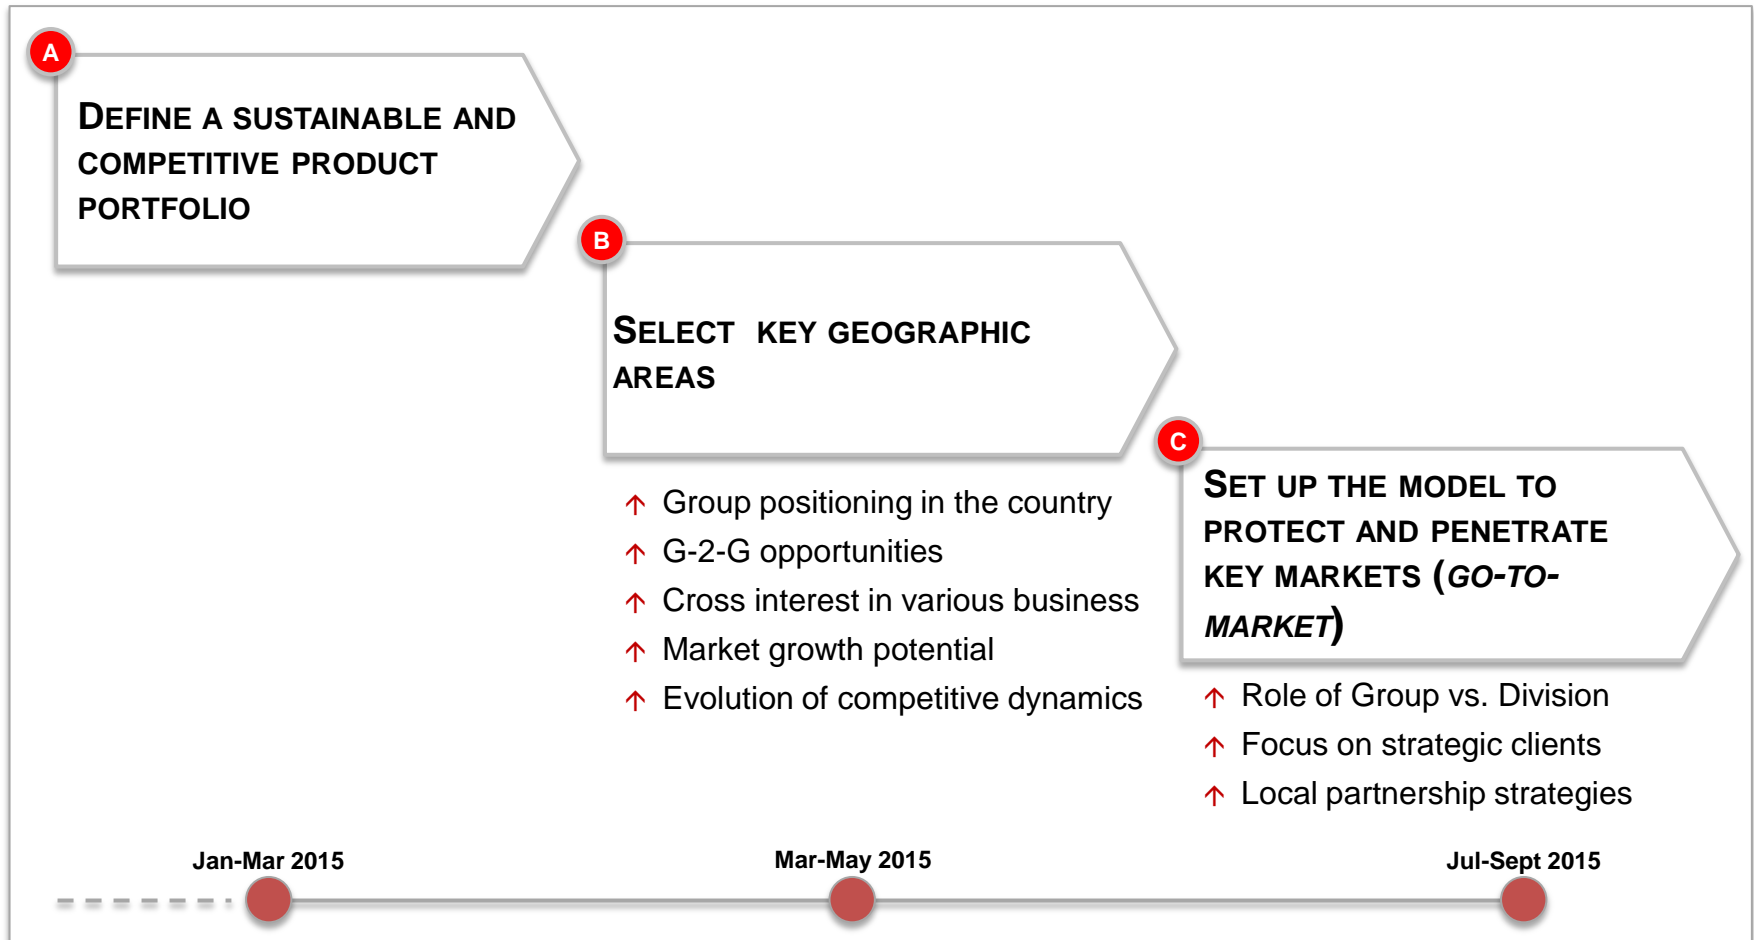 A
DEFINE A SUSTAINABLE AND
COMPETITIVE PRODUCT
PORTFOLIO
B
SELECT KEY GEOGRAPHIC
AREAS
↑ Group positioning in the country
↑ G-2-G opportunities
↑ Cross interest in various business
↑ Market growth potential
↑ Evolution of competitive dynamics
C
SET UP THE MODEL TO
PROTECT AND PENETRATE
KEY MARKETS (GO-TO-
MARKET)
↑ Role of Group vs. Division
↑ Focus on strategic clients
↑ Local partnership strategies
Jan-Mar 2015
Mar-May 2015
Jul-Sept 2015